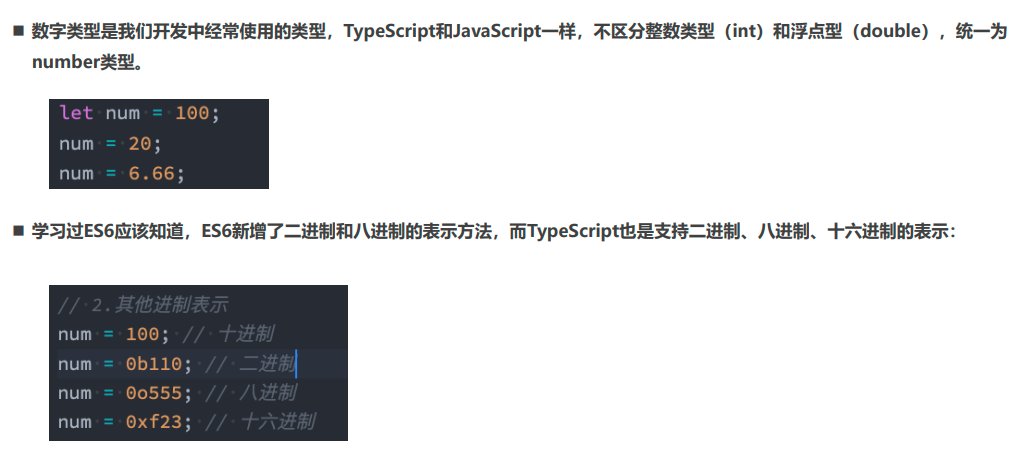 ■ 数字类型是我们开发中经常使用的类型，TypeScript和JavaScript一样，不区分整数类型（int）和浮点型（double），统一为
number类型。
let num = 100;
num = 20;
num = 6.66;
■ 学习过ES6应该知道，ES6新增了二进制和八进制的表示方法，而TypeScript也是支持二进制、八进制、十六进制的表示：
// 2.其他进制表示
num = 100; // 十进制
num = 0b110; // 二进制
num = 0o555; // 八进制
num = 0xf23; // 十六进制